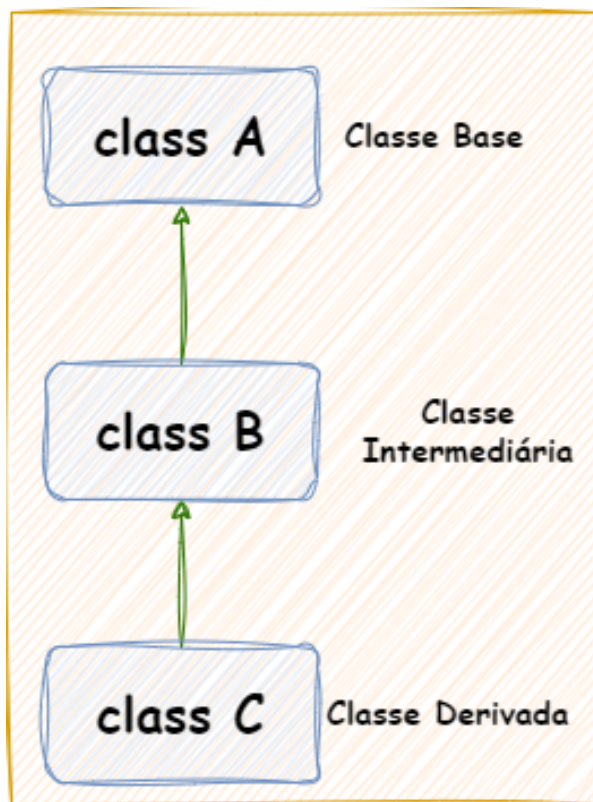 class A
Classe Base
class B
Classe
Intermediária
class C
Classe Derivada